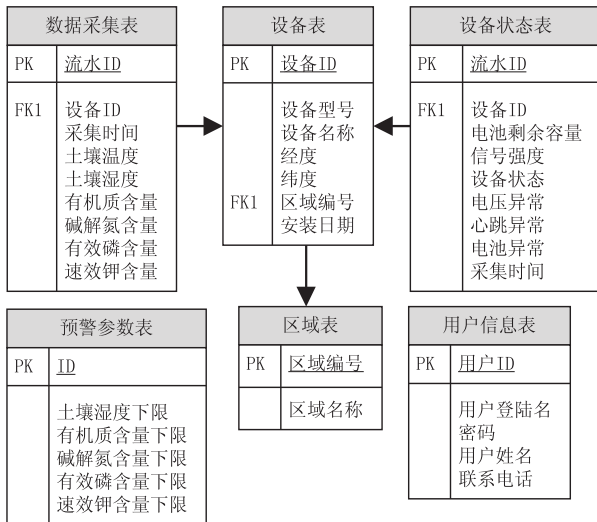 数据采集表
PK 流水ID
FK1 设备ID
采集时间
土壤温度
土壤湿度
有机质含量
碱解氮含量
有效磷含量
速效钾含量
设备表
PK 设备ID
设备型号
设备名称
经度
纬度
FK1 区域编号
安装日期
设备状态表
PK 流水ID
FK1 设备ID
电池剩余容量
信号强度
设备状态
电压异常
心跳异常
电池异常
采集时间
预警参数表
PK ID
土壤湿度下限
有机质含量下限
碱解氮含量下限
有效磷含量下限
速效钾含量下限
区域表
PK 区域编号
区域名称
用户信息表
PK 用户ID
用户登陆名
密码
用户姓名
联系电话